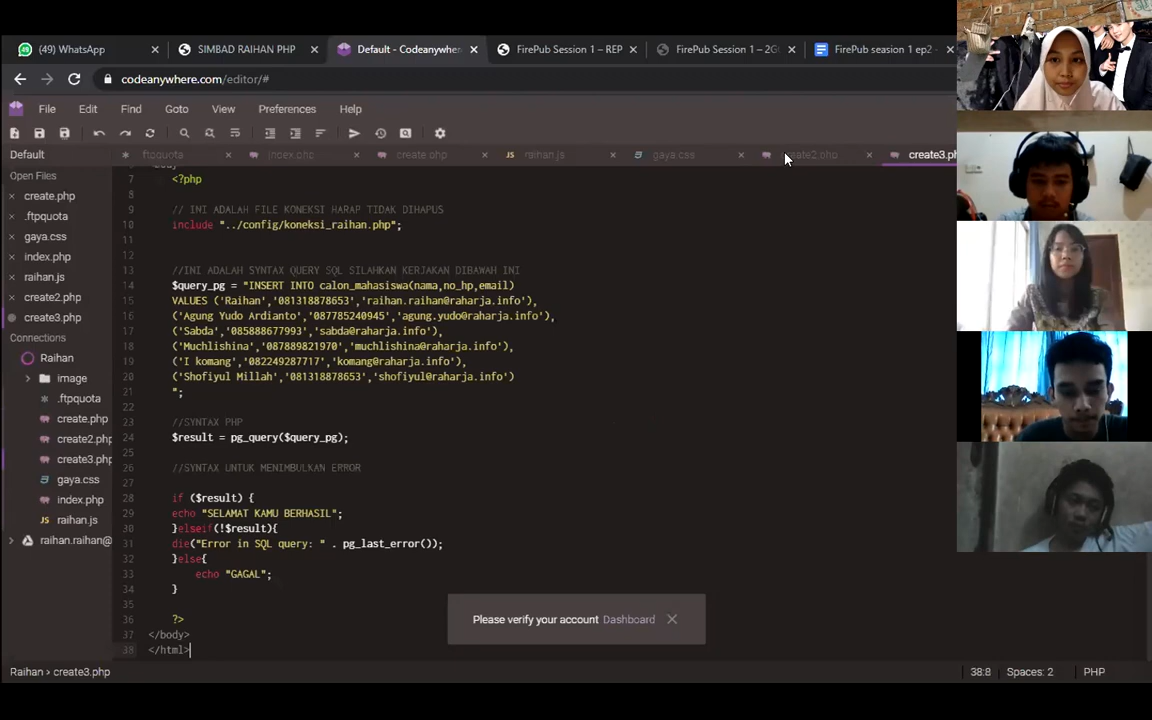 (49) WhatsApp
SIMBAD RAIHAN PHP
Default - Codeanywhere
FirePub Session 1 – REP
FirePub Session 1 – 2G
FirePub seasion 1 ep2 -
codeanywhere.com/editor/#
File Edit Find Goto View Preferences Help
Default
ftpquota
index.php
create.php
raihan.js
gaya.css
create2.php
create3.ph
Open Files
create.php
.ftpquota
gaya.css
index.php
raihan.js
create2.php
create3.php
Connections
Raihan
image
.ftpquota
create.php
create2.php
create3.php
gaya.css
index.php
raihan.js
raihan.raihan@
7 <?php
8
9 // INI ADALAH FILE KONEKSI HARAP TIDAK DIHAPUS
10 include "../config/koneksi_raihan.php";
11
12
13 //INI ADALAH SYNTAX QUERY SQL SILAHKAN KERJAKAN DIBAWAH INI
14 $query_pg = "INSERT INTO calon_mahasiswa(nama,no_hp,email)
15 VALUES ('Raihan','081318878653','raihan.raihan@raharja.info'),
16 ('Agung Yudo Ardianto','087785240945','agung.yudo@raharja.info'),
17 ('Sabda','085888677993','sabda@raharja.info'),
18 ('Muchlishina','087889821970','muchlishina@raharja.info'),
19 ('I komang','082249287717','komang@raharja.info'),
20 ('Shofiyul Millah','081318878653','shofiyul@raharja.info')
21 ";
22
23 //SYNTAX PHP
24 $result = pg_query($query_pg);
25
26 //SYNTAX UNTUK MENIMBULKAN ERROR
27
28 if ($result) {
29 echo "SELAMAT KAMU BERHASIL";
30 }elseif(!$result){
31 die("Error in SQL query: " . pg_last_error());
32 }else{
33 echo "GAGAL";
34 }
35
36 ?>
37 </body>
38 </html>
Please verify your account Dashboard
Raihan > create3.php
38:8
Spaces: 2
PHP